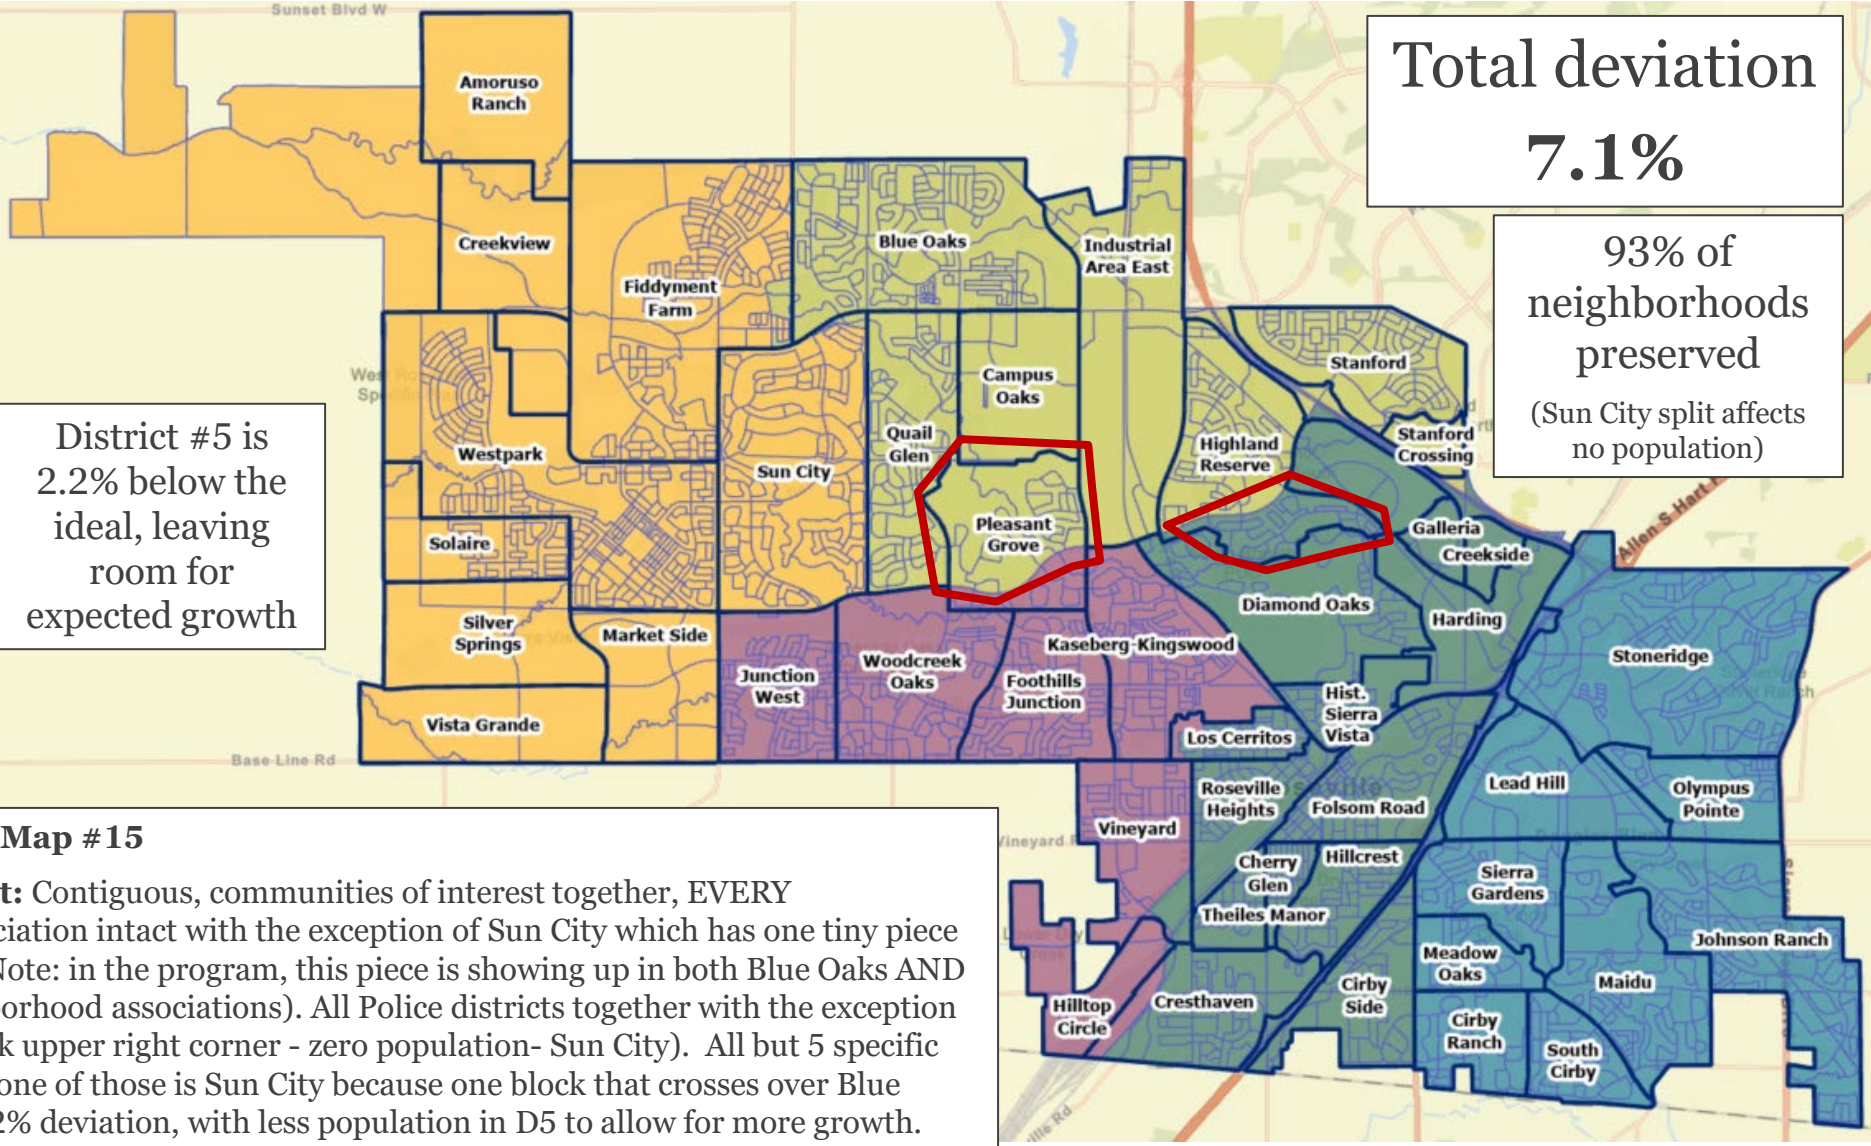 Sunset Blvd W
Total deviation
7.1%
93% of
neighborhoods
preserved
(Sun City split affects
no population)
District #5 is
2.2% below the
ideal, leaving
room for
expected growth
Amoruso
Ranch
Creekview
Fiddyment
Farm
Blue Oaks
Industrial
Area East
Campus
Oaks
Stanford
Stanford
Crossing
Highland
Reserve
Quail
Glen
Westpark
Sun City
Pleasant
Grove
Galleria
Creekside
Solaire
Diamond Oaks
Harding
Silver
Springs
Market Side
Kaseberg-Kingswood
Stoneridge
Junction
West
Woodcreek
Oaks
Foothills
Junction
Hist.
Sierra
Vista
Los Cerritos
Vista Grande
Base Line Rd
Roseville
Heights
Folsom Road
Lead Hill
Olympus
Pointe
Vineyard
Cherry
Glen
Hillcrest
Sierra
Gardens
Theiles Manor
Johnson Ranch
Meadow
Oaks
Maidu
Cirby
Side
Hilltop
Circle
Cresthaven
Cirby
Ranch
South
Cirby
Allen S Hart
Map #15
t: Contiguous, communities of interest together, EVERY
ciation intact with the exception of Sun City which has one tiny piece
Note: in the program, this piece is showing up in both Blue Oaks AND
orhood associations). All Police districts together with the exception
k upper right corner - zero population- Sun City). All but 5 specific
one of those is Sun City because one block that crosses over Blue
2% deviation, with less population in D5 to allow for more growth.